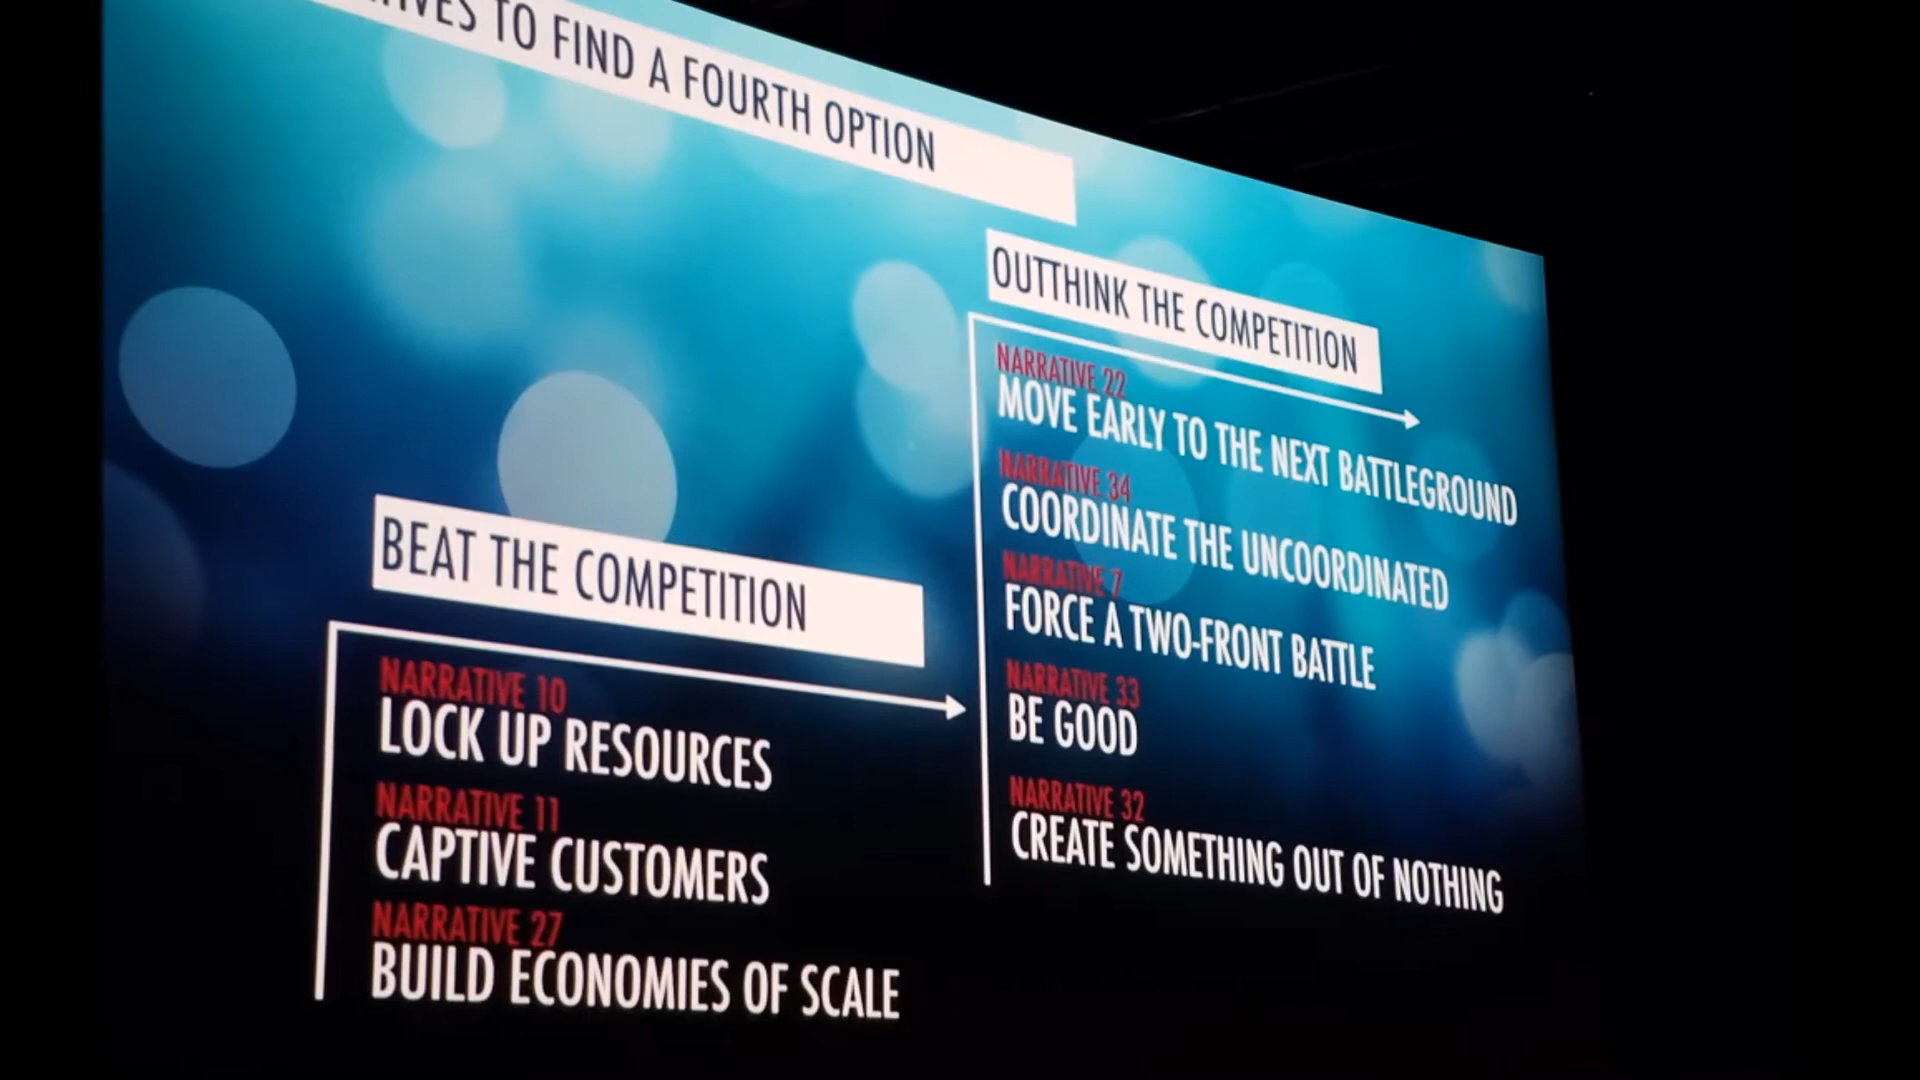 TO FIND A FOURTH OPTION
BEAT THE COMPETITION
NARRATIVE 10
LOCK UP RESOURCES
NARRATIVE 11
CAPTIVE CUSTOMERS
NARRATIVE 27
BUILD ECONOMIES OF SCALE
OUTTHINK THE COMPETITION
NARRATIVE 22
MOVE EARLY TO THE NEXT BATTLEGROUND
NARRATIVE 34
COORDINATE THE UNCOORDINATED
NARRATIVE 7
FORCE A TWO-FRONT BATTLE
NARRATIVE 33
BE GOOD
NARRATIVE 32
CREATE SOMETHING OUT OF NOTHING